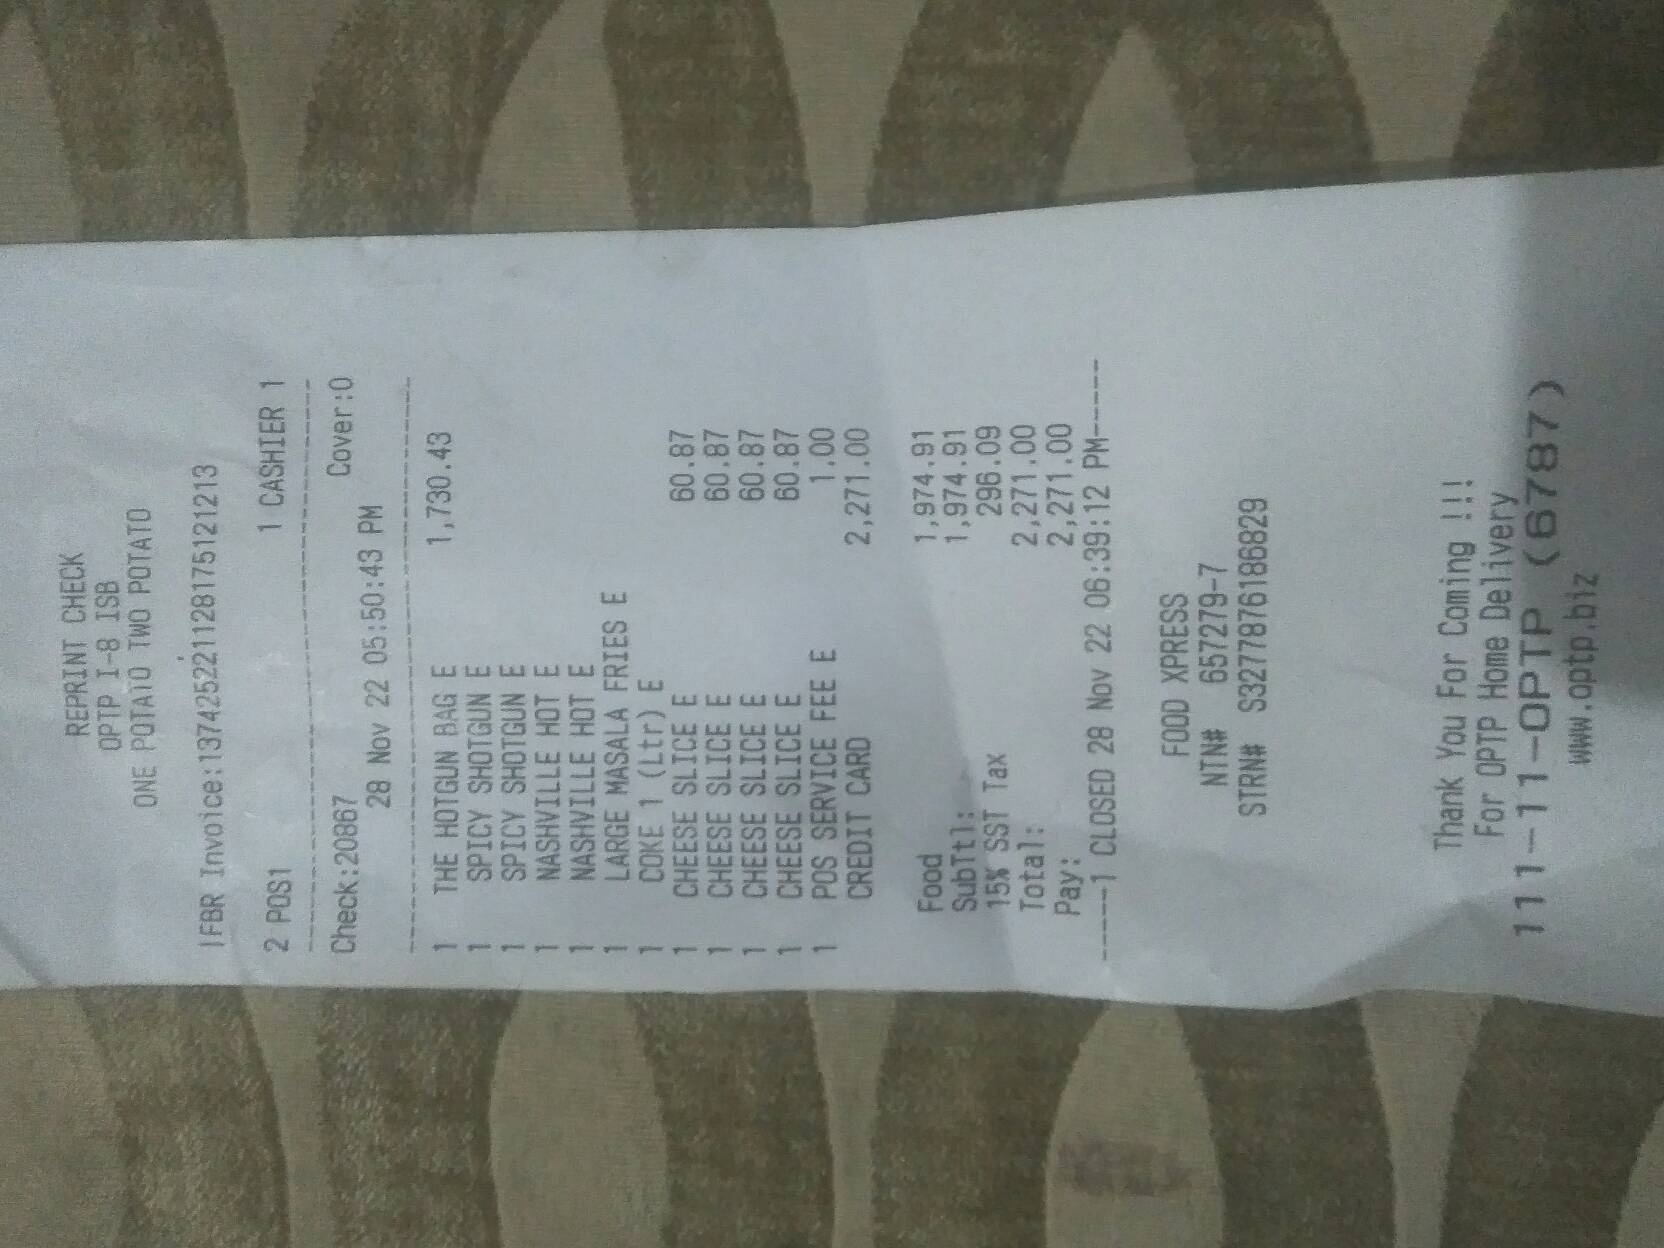 REPRINT CHECK
OPTP I-8 ISB
ONE POTATO TWO POTATO
IFBR Invoice:137425221128175121213
2 POS1 1 CASHIER 1
--------------------------------
Check:20867 Cover:0
28 Nov 22 05:50:43 PM
--------------------------------
1 THE HOTGUN BAG E 1,730.43
1 SPICY SHOTGUN E
1 SPICY SHOTGUN E
1 NASHVILLE HOT E
1 NASHVILLE HOT E
1 LARGE MASALA FRIES E
1 COKE 1 (Ltr) E
1 CHEESE SLICE E 60.87
1 CHEESE SLICE E 60.87
1 CHEESE SLICE E 60.87
1 CHEESE SLICE E 60.87
1 POS SERVICE FEE E 1.00
CREDIT CARD 2,271.00
Food 1,974.91
SubTtl: 1,974.91
15% SST Tax 296.09
Total: 2,271.00
Pay: 2,271.00
-----1 CLOSED 28 Nov 22 06:39:12 PM-----
FOOD XPRESS
NTN# 657279-7
STRN# S3277876186829
Thank You For Coming !!!
For OPTP Home Delivery
111-11-OPTP (6787)
www.optp.biz